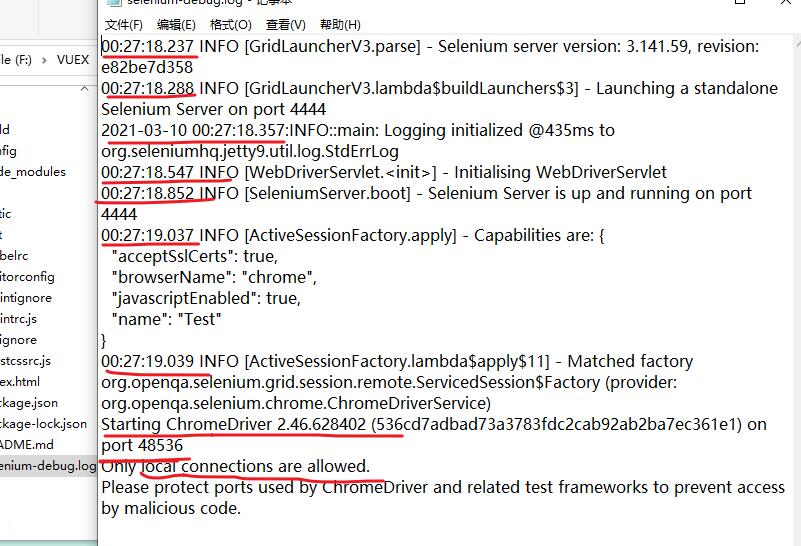 selenium-debug.log - 记事本
文件(F) 编辑(E) 格式(O) 查看(V) 帮助(H)
(F:) VUEX
00:27:18.237 INFO [GridLauncherV3.parse] - Selenium server version: 3.141.59, revision:
e82be7d358
00:27:18.288 INFO [GridLauncherV3.lambda$buildLaunchers$3] - Launching a standalone
Selenium Server on port 4444
2021-03-10 00:27:18.357:INFO::main: Logging initialized @435ms to
org.seleniumhq.jetty9.util.log.StdErrLog
00:27:18.547 INFO [WebDriverServlet.<init>] - Initialising WebDriverServlet
00:27:18.852 INFO [SeleniumServer.boot] - Selenium Server is up and running on port
4444
00:27:19.037 INFO [ActiveSessionFactory.apply] - Capabilities are: {
"acceptSslCerts": true,
"browserName": "chrome",
"javascriptEnabled": true,
"name": "Test"
}
00:27:19.039 INFO [ActiveSessionFactory.lambda$apply$11] - Matched factory
org.openqa.selenium.grid.session.remote.ServicedSession$Factory (provider:
org.openqa.selenium.chrome.ChromeDriverService)
Starting ChromeDriver 2.46.628402 (536cd7adbad73a3783fdc2cab92ab2ba7ec361e1) on
port 48536
Only local connections are allowed.
Please protect ports used by ChromeDriver and related test frameworks to prevent access
by malicious code.
ld
nfig
de_modules
tic
t
belrc
itorconfig
intignore
intrc.js
ignore
stcssrc.js
ex.html
ckage.json
ckage-lock.json
ADME.md
enium-debug.log